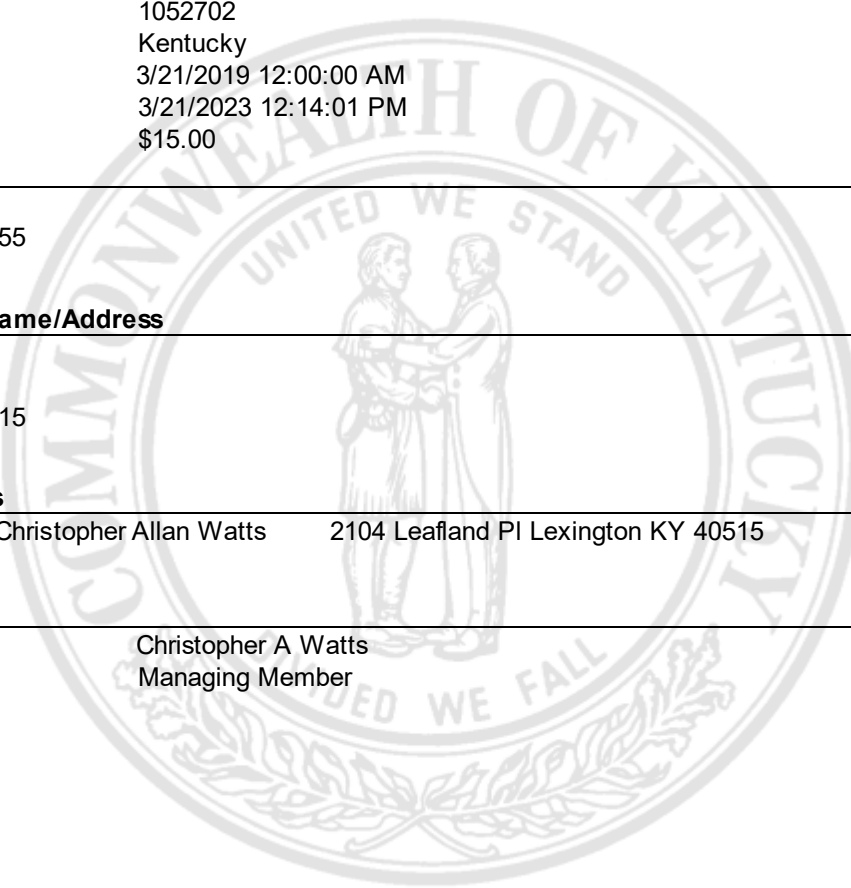 1052702
Kentucky
3/21/2019 12:00:00 AM
3/21/2023 12:14:01 PM
$15.00
COMMONWEALTH OF KENTUCKY
UNITED WE STAND
55
ame/Address
15
s
Christopher Allan Watts 2104 Leafland Pl Lexington KY 40515
Christopher A Watts
Managing Member
DIVIDED WE FALL